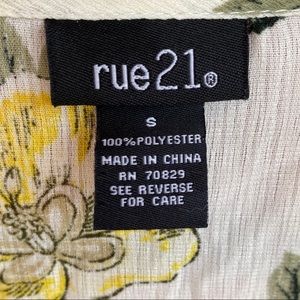 rue21®
S
100% POLYESTER
MADE IN CHINA
RN 70829
SEE REVERSE
FOR CARE